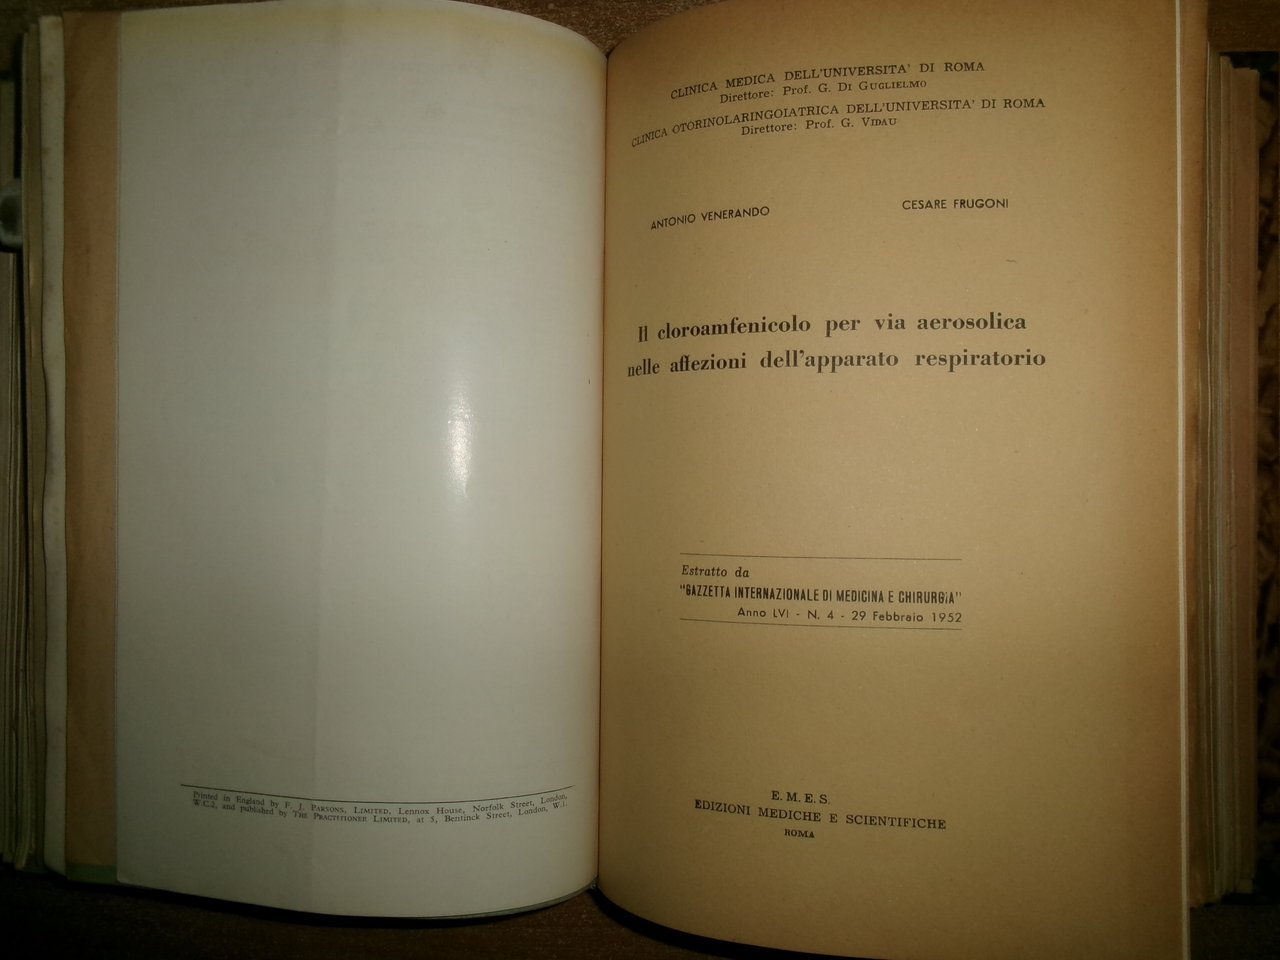 Printed in England by F. J. PARSONS, LIMITED, Lennox House, Norfolk Street, London,
W.C.2, and published by THE PRACTITIONER LIMITED, at 5, Bentinck Street, London, W.1.
CLINICA MEDICA DELL'UNIVERSITA' DI ROMA
Direttore: Prof. G. DI GUGLIELMO
CLINICA OTORINOLARINGOIATRICA DELL'UNIVERSITA' DI ROMA
Direttore: Prof. G. VIDAU
ANTONIO VENERANDO CESARE FRUGONI
Il cloroamfenicolo per via aerosolica
nelle affezioni dell'apparato respiratorio
Estratto da
"GAZZETTA INTERNAZIONALE DI MEDICINA E CHIRURGIA"
Anno LVI - N. 4 - 29 Febbraio 1952
E. M. E. S.
EDIZIONI MEDICHE E SCIENTIFICHE
ROMA